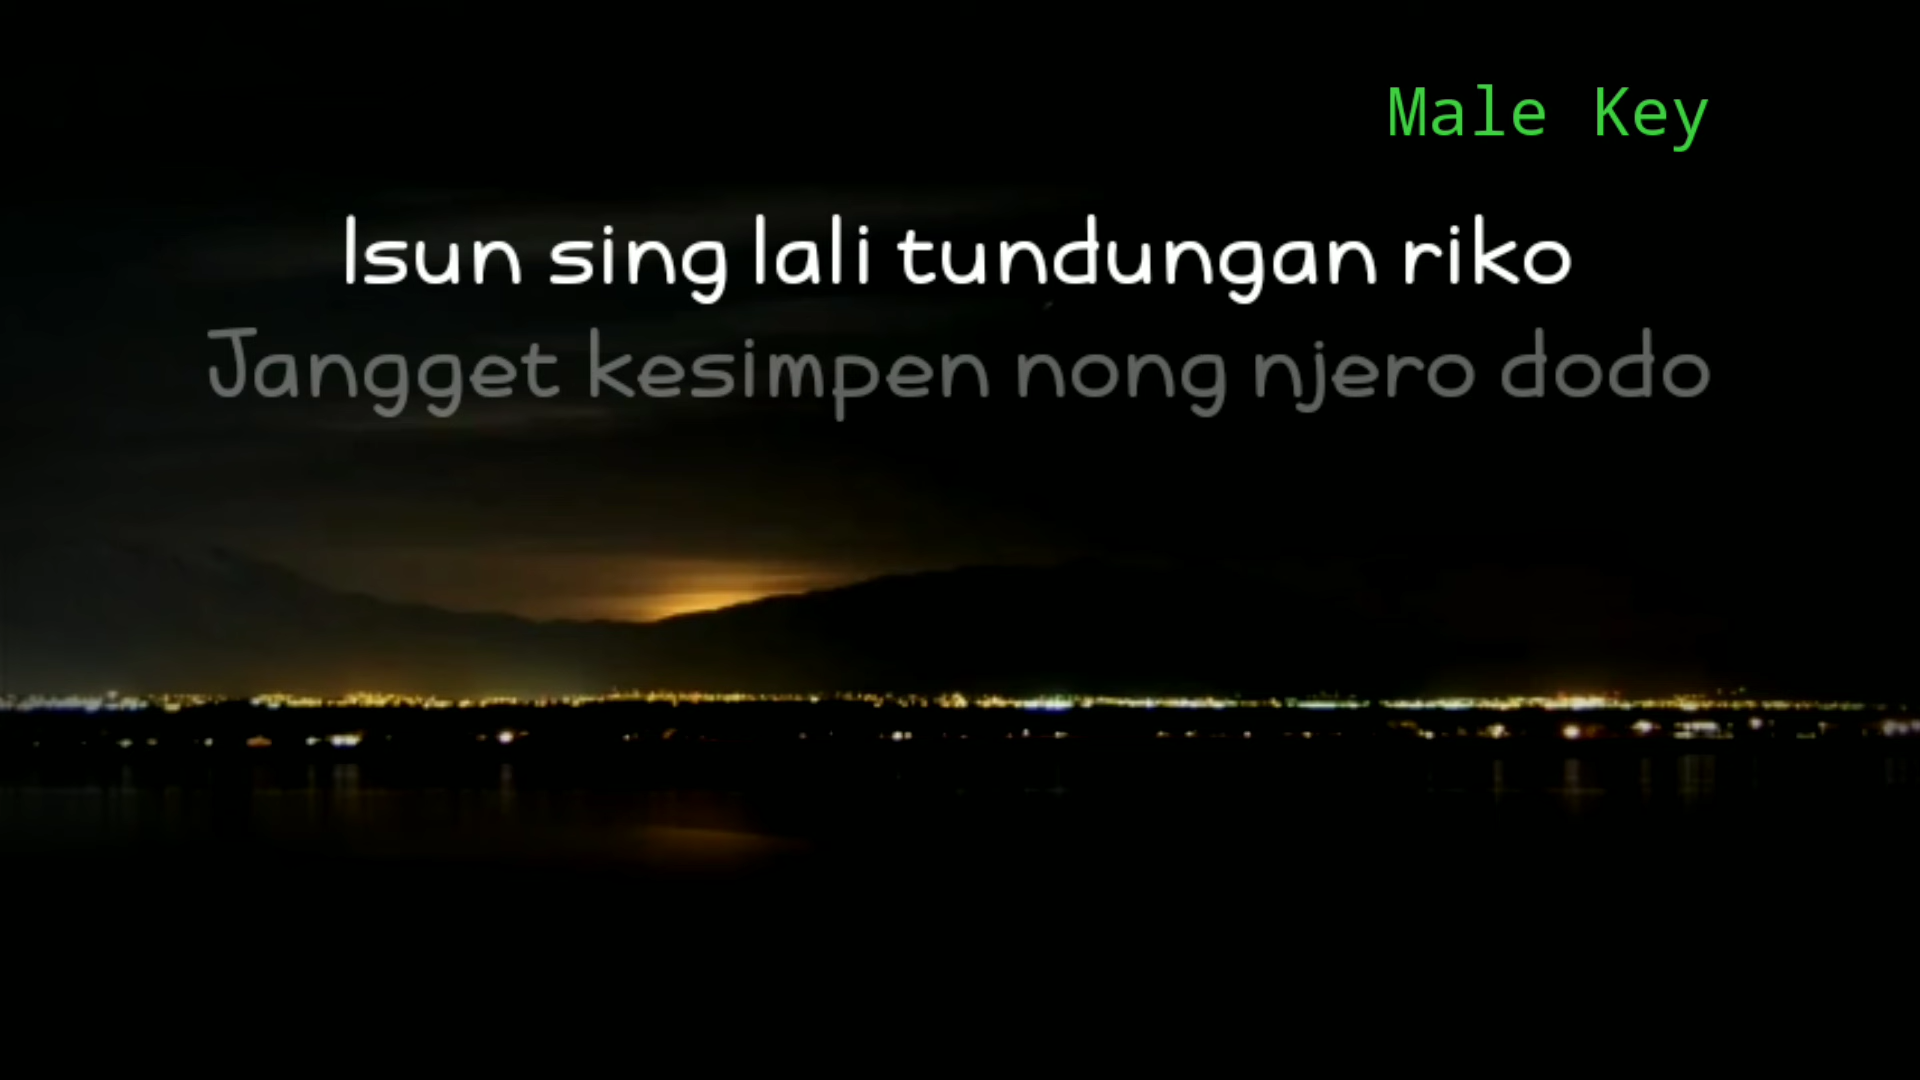 Male Key
Isun sing lali tundungan riko
Jangget kesimpen nong njero dodo